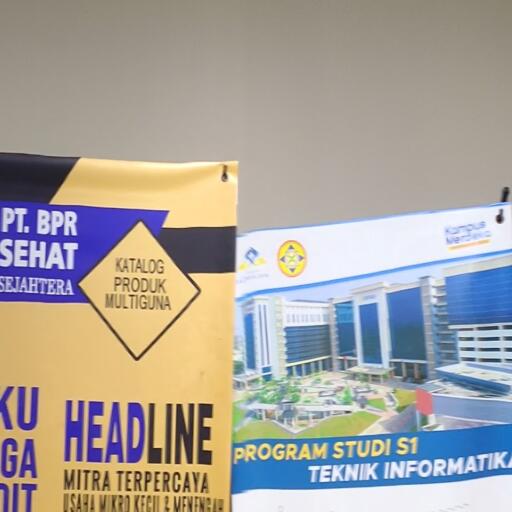 PT. BPR
SEHAT
SEJAHTERA
KATALOG
PRODUK
MULTIGUNA
KU
GA
DIT
HEADLINE
MITRA TERPERCAYA
USAHA MIKRO KECIL & MENENGAH
Kampus
Merdeka
PROGRAM STUDI S1
TEKNIK INFORMATIKA